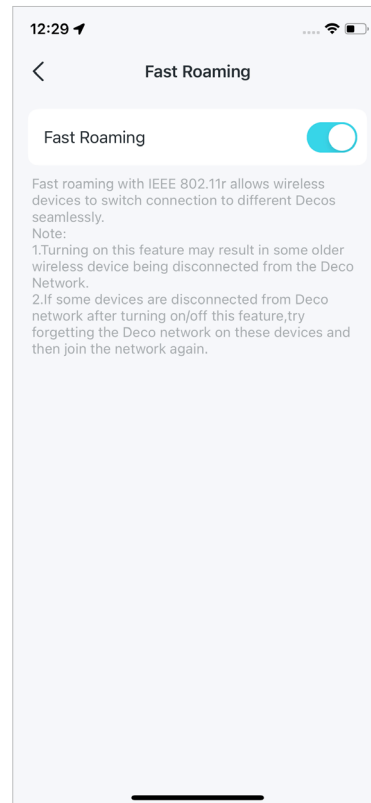 12:29
Fast Roaming
Fast Roaming
Fast roaming with IEEE 802.11r allows wireless
devices to switch connection to different Decos
seamlessly.
Note:
1.Turning on this feature may result in some older
wireless device being disconnected from the Deco
Network.
2.If some devices are disconnected from Deco
network after turning on/off this feature,try
forgetting the Deco network on these devices and
then join the network again.